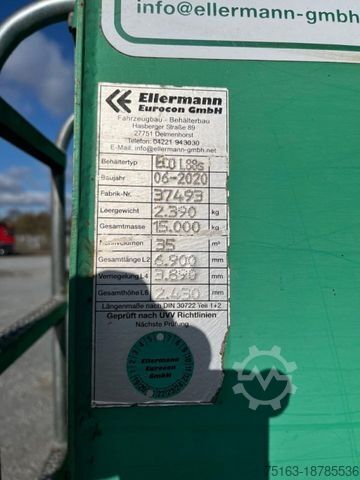 info@ellermann-gmbh.
Ellermann
Eurocon GmbH
Fahrzeugbau - Behälterbau
Hasberger Straße 89
27751 Delmenhorst
Telefon: 04221 943030
E-Mail: info@ellermann-gmbh.net
Behältertyp
Baujahr 06-2020
Fabrik-Nr. 37493
Leergewicht 2.390 kg
Gesamtmasse 15.000 kg
Nennvolumen 35 m³
Gesamtlänge L2 6.900 mm
Verriegelung L4 3.890 mm
Gesamthöhe L6 2.430 mm
Längenmaße nach DIN 30722 Teil 1+2
Geprüft nach UVV Richtlinien
Nächste Prüfung
Ellermann
Eurocon
GmbH
75163-18785536